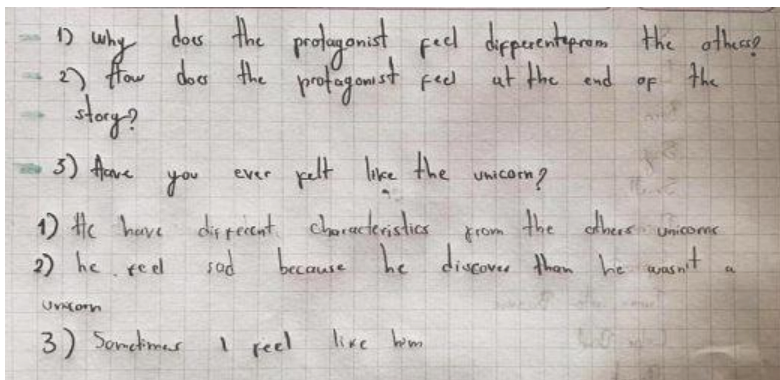 1) Why does the protagonist feel differentefrom the others?
2) How does the protagonist feel at the end of the
story?
3) Have you ever felt like the unicorn?
1) He have different characteristics from the others unicorns
2) he feel sad because he discover than he wasn't a
unicorn
3) Sometimes I feel like him